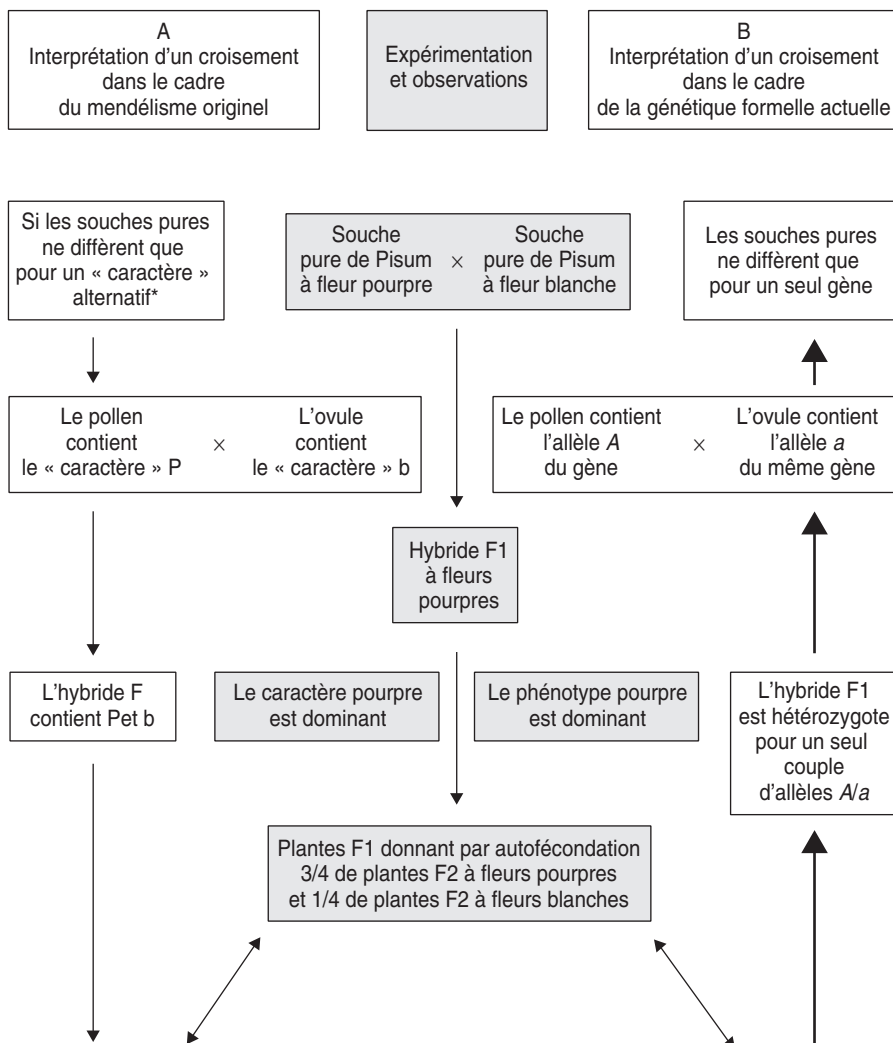 A
Interprétation d'un croisement
dans le cadre
du mendélisme originel
Expérimentation
et observations
B
Interprétation d'un croisement
dans le cadre
de la génétique formelle actuelle
Si les souches pures
ne diffèrent que
pour un « caractère »
alternatif*
Souche
pure de Pisum
à fleur pourpre
×
Souche
pure de Pisum
à fleur blanche
Les souches pures
ne diffèrent que
pour un seul gène
Le pollen
contient
le « caractère » P
×
L'ovule
contient
le « caractère » b
Le pollen contient
l'allèle A
du gène
×
L'ovule contient
l'allèle a
du même gène
Hybride F1
à fleurs
pourpres
L'hybride F
contient Pet b
Le caractère pourpre
est dominant
Le phénotype pourpre
est dominant
L'hybride F1
est hétérozygote
pour un seul
couple
d'allèles A/a
Plantes F1 donnant par autofécondation
3/4 de plantes F2 à fleurs pourpres
et 1/4 de plantes F2 à fleurs blanches